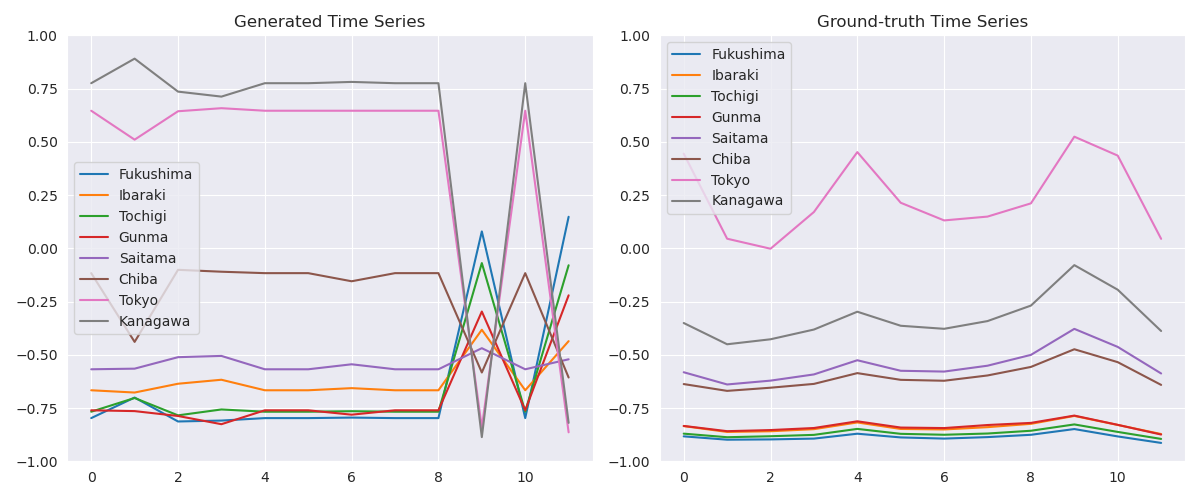 Generated Time Series
1.00
0.75
0.50
0.25
0.00
−0.25
−0.50
−0.75
−1.00
Fukushima
Ibaraki
Tochigi
Gunma
Saitama
Chiba
Tokyo
Kanagawa
0 2 4 6 8 10
Ground-truth Time Series
1.00
0.75
0.50
0.25
0.00
−0.25
−0.50
−0.75
−1.00
Fukushima
Ibaraki
Tochigi
Gunma
Saitama
Chiba
Tokyo
Kanagawa
0 2 4 6 8 10